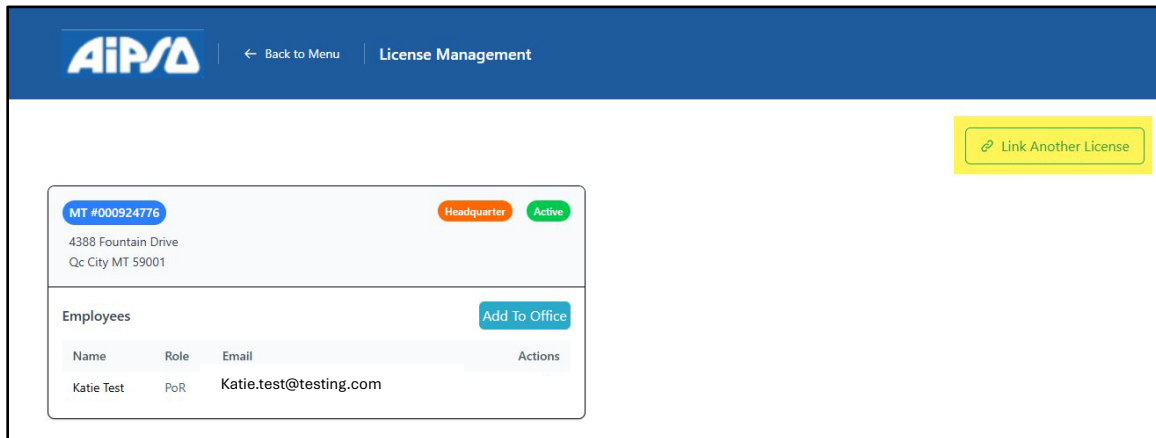 AiPSO
← Back to Menu
License Management
Link Another License
MT #000924776
Headquarter
Active
4388 Fountain Drive
Qc City MT 59001
Employees
Add To Office
Name Role Email Actions
Katie Test PoR Katie.test@testing.com